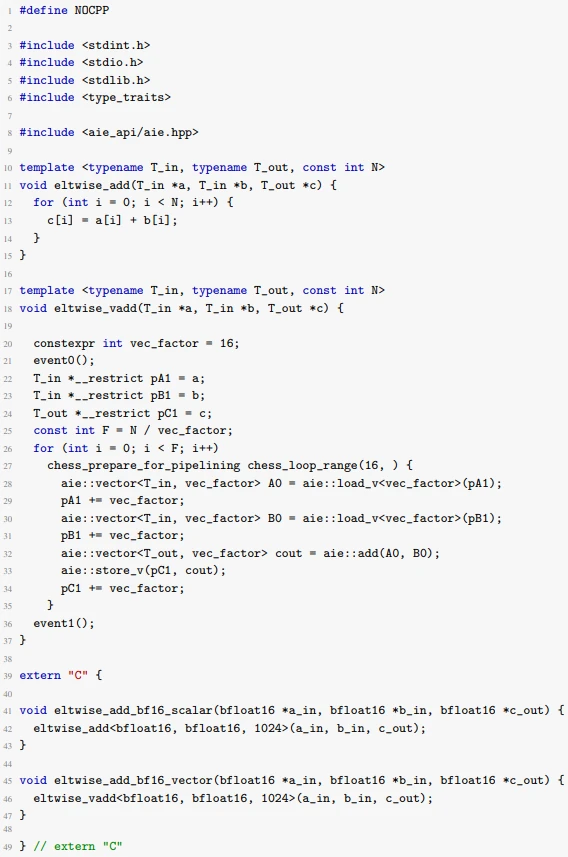 1 #define NOCPP
2
3 #include <stdint.h>
4 #include <stdio.h>
5 #include <stdlib.h>
6 #include <type_traits>
7
8 #include <aie_api/aie.hpp>
9
10 template <typename T_in, typename T_out, const int N>
11 void eltwise_add(T_in *a, T_in *b, T_out *c) {
12   for (int i = 0; i < N; i++) {
13     c[i] = a[i] + b[i];
14   }
15 }
16
17 template <typename T_in, typename T_out, const int N>
18 void eltwise_vadd(T_in *a, T_in *b, T_out *c) {
19
20   constexpr int vec_factor = 16;
21   event0();
22   T_in *__restrict pA1 = a;
23   T_in *__restrict pB1 = b;
24   T_out *__restrict pC1 = c;
25   const int F = N / vec_factor;
26   for (int i = 0; i < F; i++)
27     chess_prepare_for_pipelining chess_loop_range(16, ) {
28       aie::vector<T_in, vec_factor> A0 = aie::load_v<vec_factor>(pA1);
29       pA1 += vec_factor;
30       aie::vector<T_in, vec_factor> B0 = aie::load_v<vec_factor>(pB1);
31       pB1 += vec_factor;
32       aie::vector<T_out, vec_factor> cout = aie::add(A0, B0);
33       aie::store_v(pC1, cout);
34       pC1 += vec_factor;
35     }
36   event1();
37 }
38
39 extern "C" {
40
41 void eltwise_add_bf16_scalar(bfloat16 *a_in, bfloat16 *b_in, bfloat16 *c_out) {
42   eltwise_add<bfloat16, bfloat16, 1024>(a_in, b_in, c_out);
43 }
44
45 void eltwise_add_bf16_vector(bfloat16 *a_in, bfloat16 *b_in, bfloat16 *c_out) {
46   eltwise_vadd<bfloat16, bfloat16, 1024>(a_in, b_in, c_out);
47 }
48
49 } // extern "C"